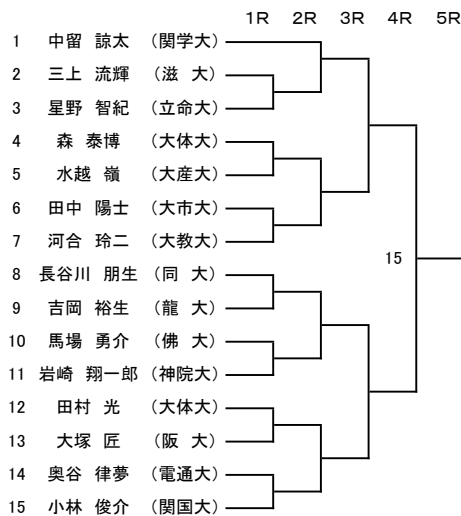 1R 2R 3R 4R 5R
1 中留 諒太 (関学大)
2 三上 流輝 (滋 大)
3 星野 智紀 (立命大)
4 森 泰博 (大体大)
5 水越 嶺 (大産大)
6 田中 陽士 (大市大)
7 河合 玲二 (大教大)
8 長谷川 朋生 (同 大)
15
9 吉岡 裕生 (龍 大)
10 馬場 勇介 (佛 大)
11 岩崎 翔一郎 (神院大)
12 田村 光 (大体大)
13 大塚 匠 (阪 大)
14 奥谷 律夢 (電通大)
15 小林 俊介 (関国大)